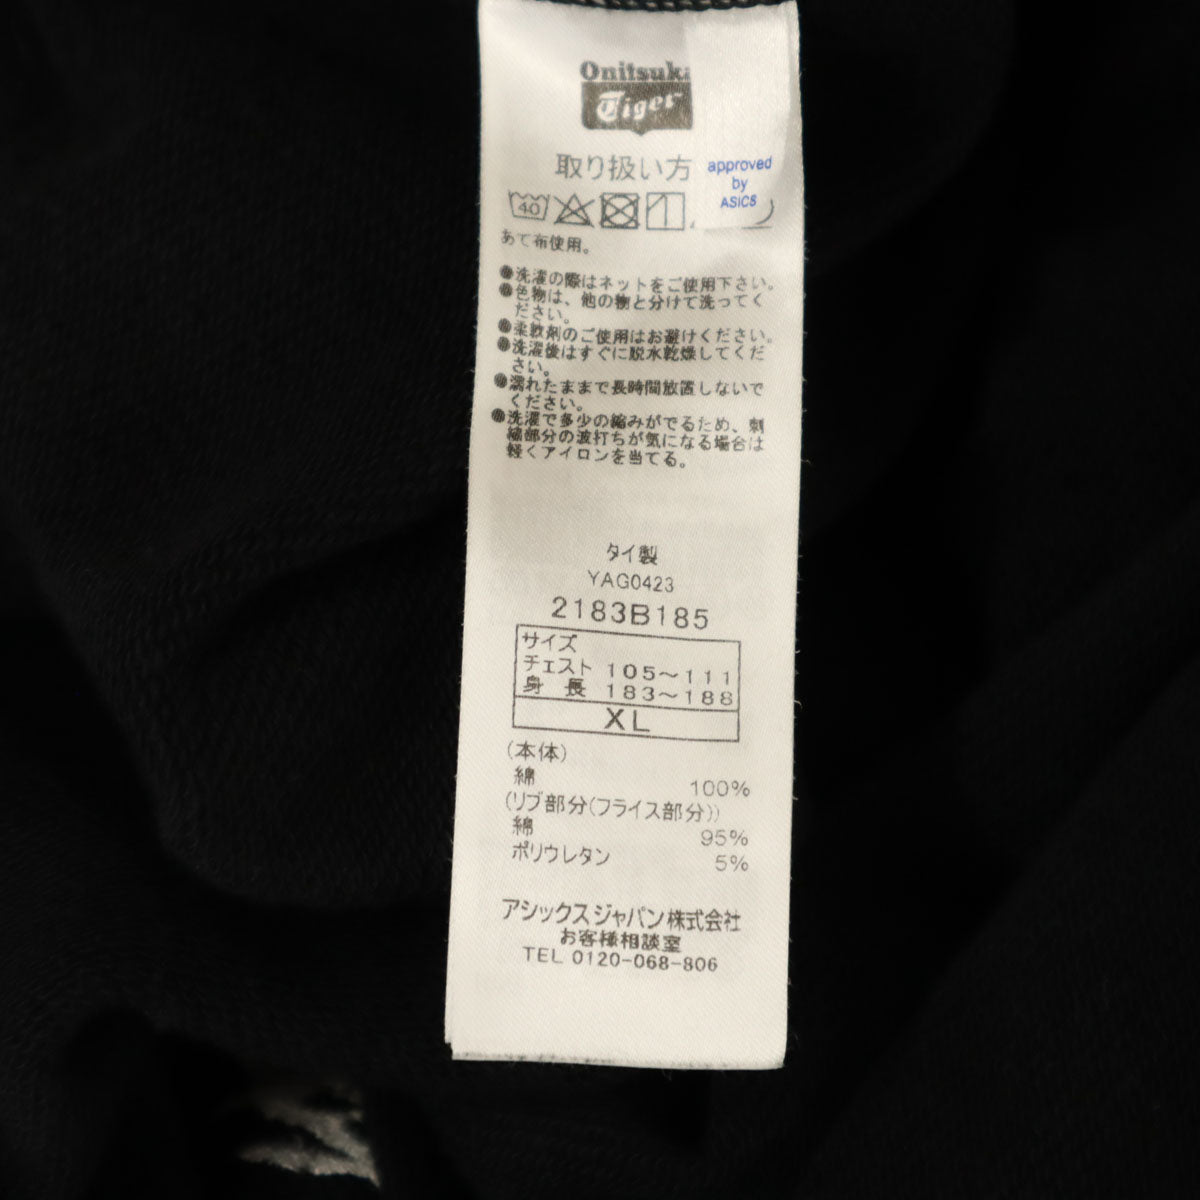 Onitsuka
Tiger
取り扱い方
approved
by
ASICS
40
あて布使用。
●洗濯の際はネットをご使用下さい。
●色物は、他の物と分けて洗ってく
ださい。
●柔軟剤のご使用はお避けください。
●洗濯後はすぐに脱水乾燥してくだ
さい。
●濡れたままで長時間放置しないで
ください。
●洗濯で多少の縮みがでるため、刺
繍部分の波打ちが気になる場合は
軽くアイロンを当てる。
タイ製
YAG0423
2183B185
サイズ
チェスト 105～111
身 長 183～188
XL
(本体)
綿 100%
(リブ部分(フライス部分))
綿 95%
ポリウレタン 5%
アシックスジャパン株式会社
お客様相談室
TEL 0120-068-806